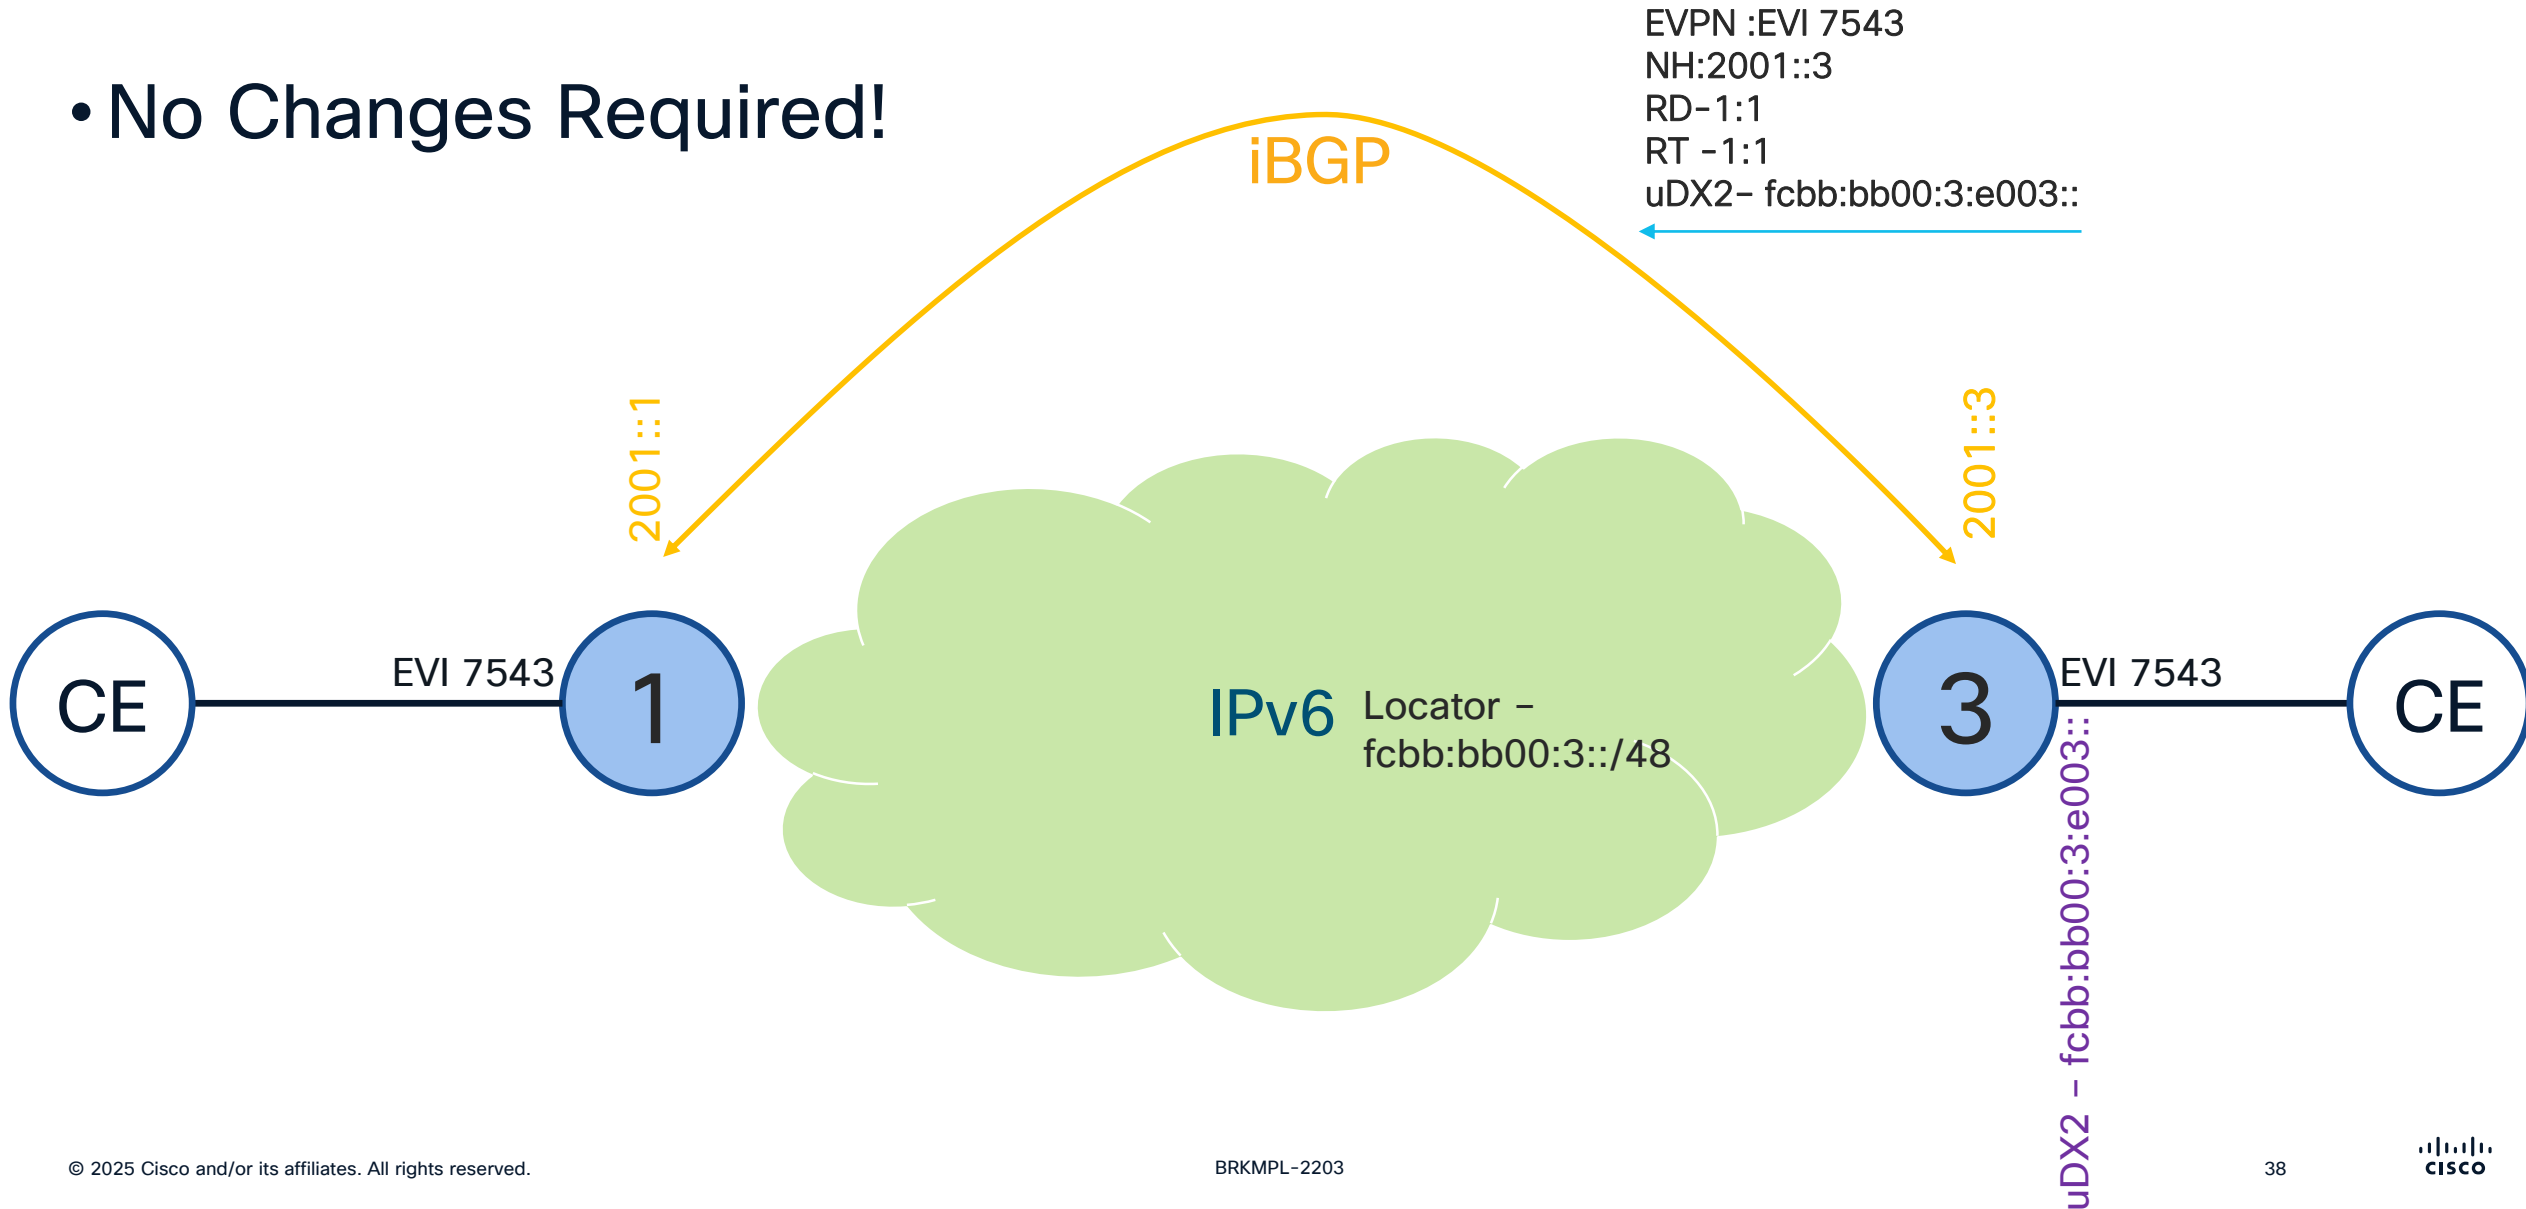 • No Changes Required!
EVPN :EVI 7543
NH:2001::3
RD-1:1
RT -1:1
uDX2- fcbb:bb00:3:e003::
iBGP
2001::1
2001::3
CE
EVI 7543
1
IPv6
Locator -
fcbb:bb00:3::/48
3
EVI 7543
CE
uDX2 - fcbb:bb00:3:e003::
© 2025 Cisco and/or its affiliates. All rights reserved.
BRKMPL-2203
38
CISCO